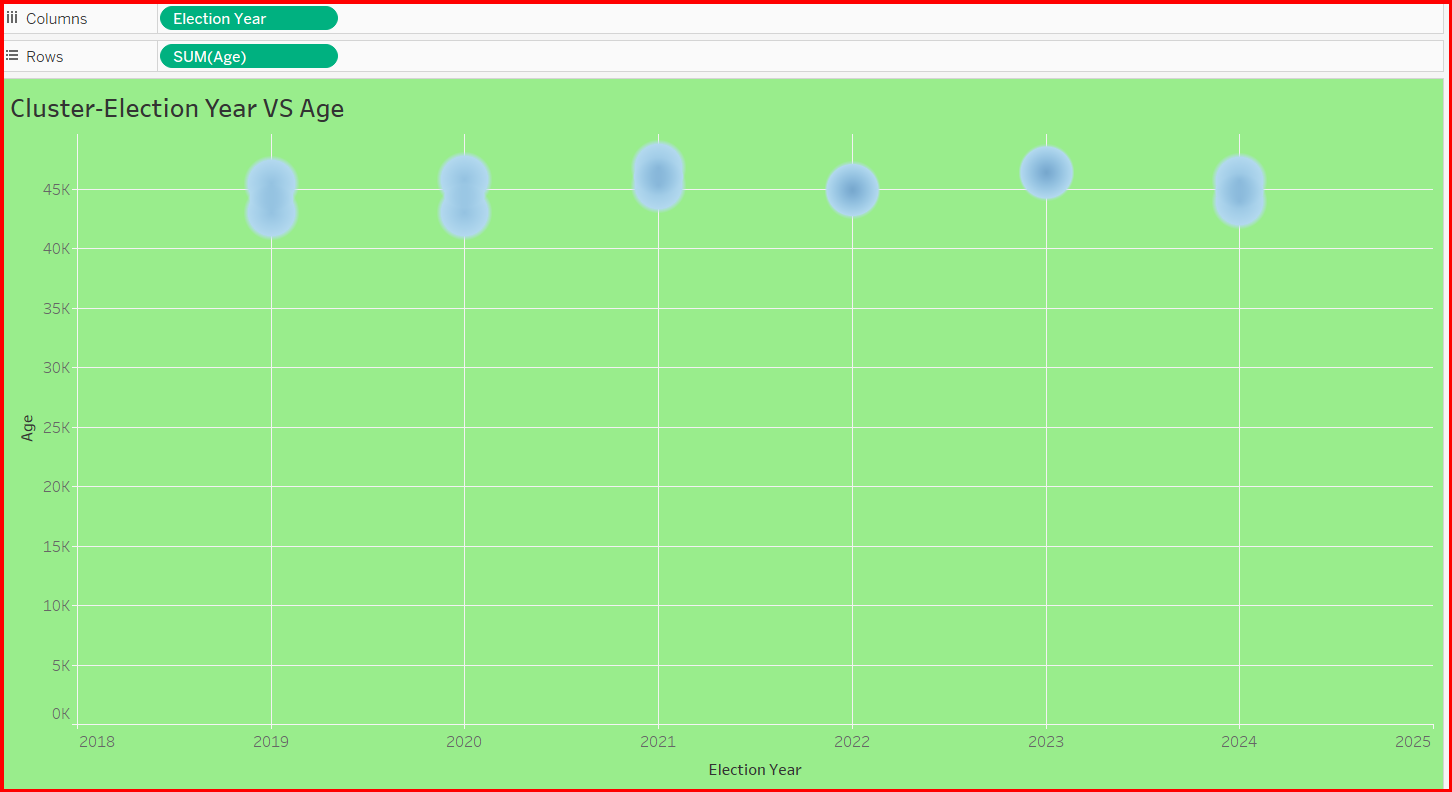 Columns Election Year
Rows SUM(Age)
Cluster-Election Year VS Age
45K
40K
35K
30K
25K
20K
15K
10K
5K
0K
Age
2018 2019 2020 2021 2022 2023 2024 2025
Election Year